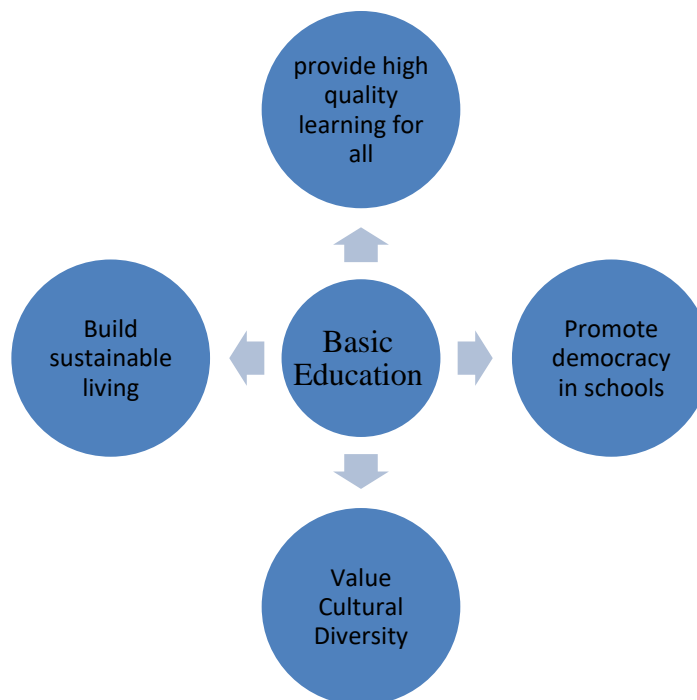 provide high
quality
learning for
all
Build
sustainable
living
Basic
Education
Promote
democracy
in schools
Value
Cultural
Diversity